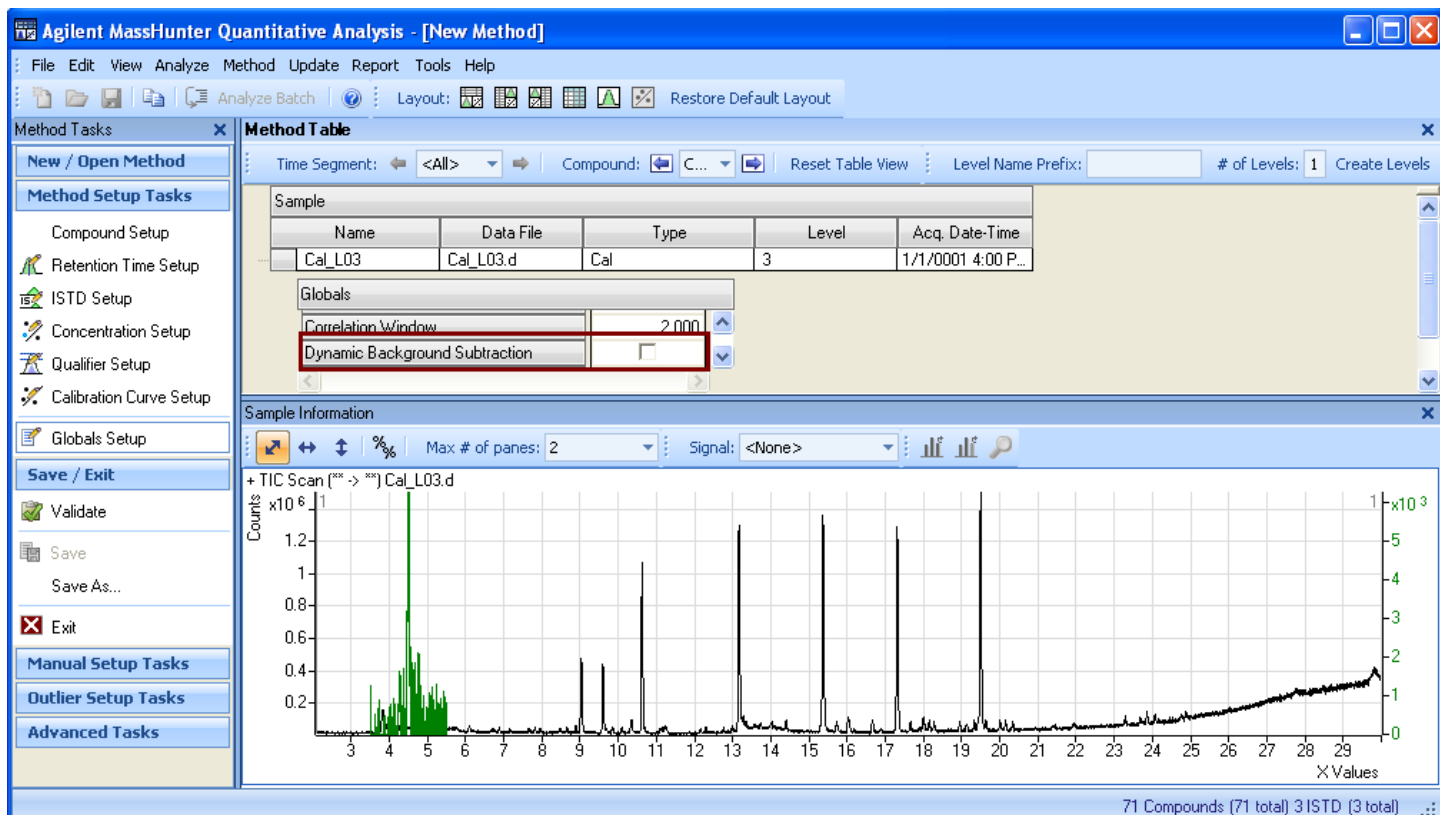 Agilent MassHunter Quantitative Analysis - [New Method]
File Edit View Analyze Method Update Report Tools Help
Analyze Batch Layout: Restore Default Layout
Method Tasks
New / Open Method
Method Setup Tasks
Compound Setup
Retention Time Setup
ISTD Setup
Concentration Setup
Qualifier Setup
Calibration Curve Setup
Globals Setup
Save / Exit
Validate
Save
Save As...
Exit
Manual Setup Tasks
Outlier Setup Tasks
Advanced Tasks
Method Table
Time Segment: <All> Compound: C... Reset Table View Level Name Prefix: # of Levels: 1 Create Levels
Sample
Name Data File Type Level Acq. Date-Time
Cal_L03 Cal_L03.d Cal 3 1/1/0001 4:00 P...
Globals
Correlation Window 2.000
Dynamic Background Subtraction
Sample Information
Max # of panes: 2 Signal: <None>
+ TIC Scan (** -> **) Cal_L03.d
Counts
x10 6
1
1
x10 3
1.2
1
0.8
0.6
0.4
0.2
5
4
3
2
1
0
3 4 5 6 7 8 9 10 11 12 13 14 15 16 17 18 19 20 21 22 23 24 25 26 27 28 29
X Values
71 Compounds (71 total) 3 ISTD (3 total)